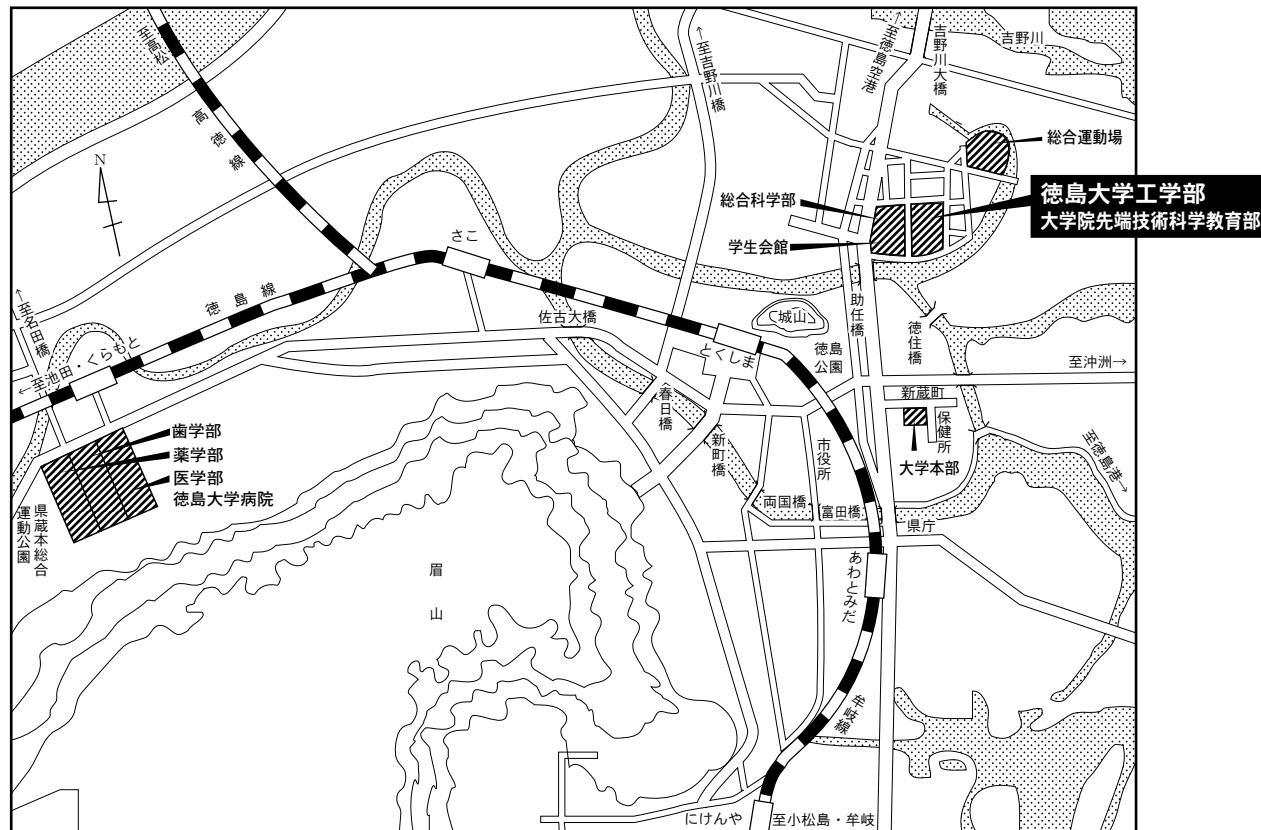 至高松
高徳線
N
至吉野川橋
至徳島空港
吉野川大橋
吉野川
総合運動場
徳島大学工学部
大学院先端技術科学教育部
総合科学部
学生会館
さこ
徳島線
佐古大橋
城山
助任橋
徳住橋
とくしま
徳島公園
至沖洲→
←至名田橋
←至池田・くらもと
春日橋
新町橋
新蔵町
保健所
大学本部
市役所
至徳島港→
歯学部
薬学部
医学部
徳島大学病院
県蔵本総合
運動公園
両国橋
富田橋
県庁
あわとみだ
眉山
牟岐線
にけんや
至小松島・牟岐